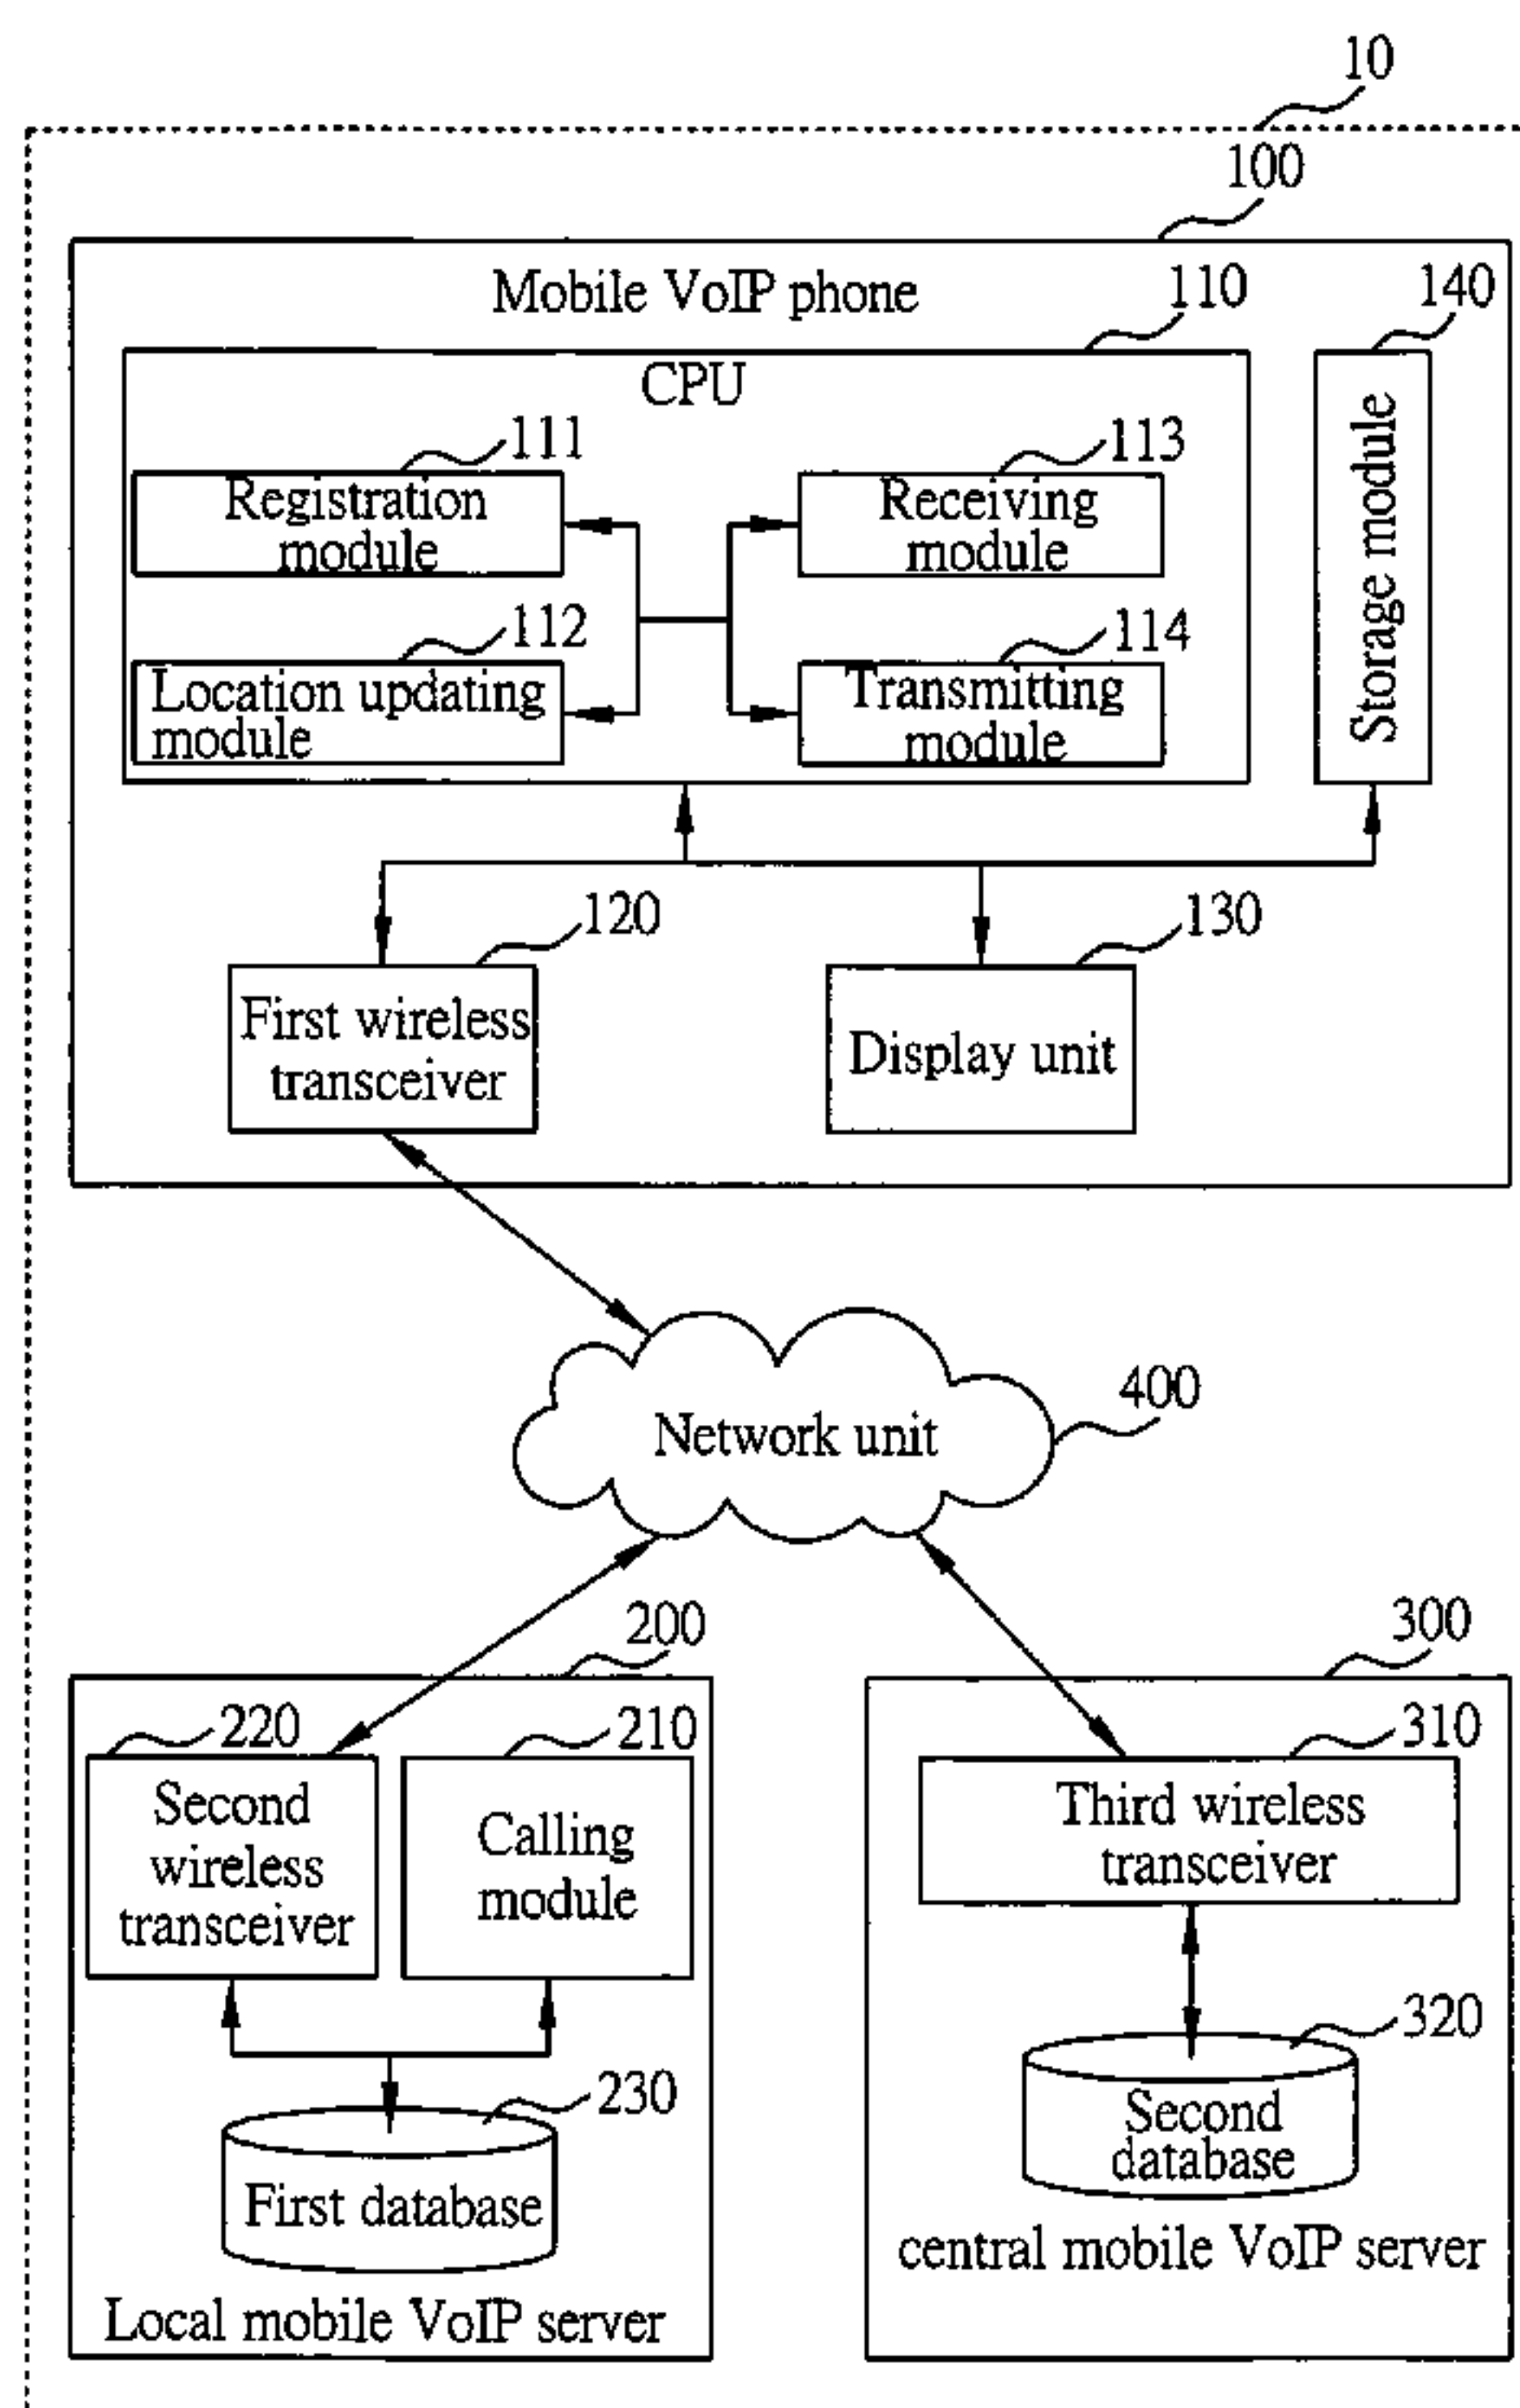 10
100
Mobile VoIP phone
110
140
CPU
111
113
Registration
module
Receiving
module
Storage module
112
114
Location updating
module
Transmitting
module
120
130
First wireless
transceiver
Display unit
400
Network unit
200
300
220
210
310
Second
wireless
transceiver
Calling
module
Third wireless
transceiver
320
230
Second
database
First database
central mobile VoIP server
Local mobile VoIP server